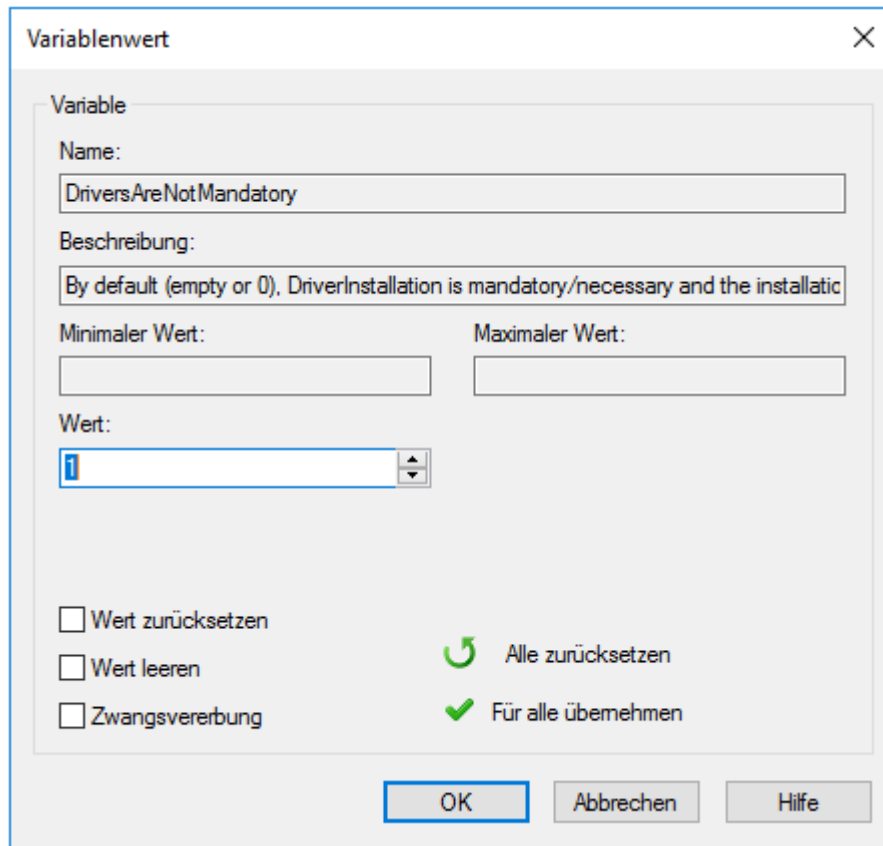 Variablenwert
Variable
Name:
DriversAreNotMandatory
Beschreibung:
By default (empty or 0), DriverInstallation is mandatory/necessary and the installatic
Minimaler Wert:
Maximaler Wert:
Wert:
1
Wert zurücksetzen
Alle zurücksetzen
Wert leeren
Für alle übernehmen
Zwangsvererbung
OK
Abbrechen
Hilfe